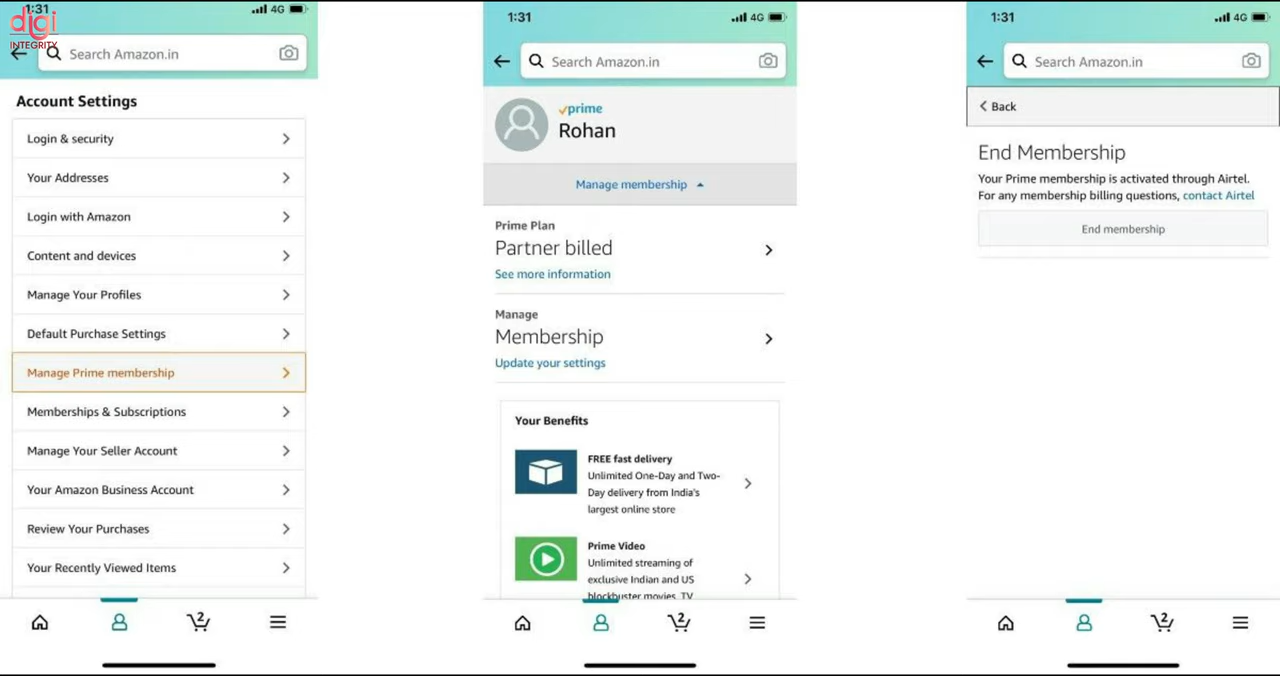 digi
INTEGRITY
1:31
4G
Search Amazon.in
Account Settings
Login & security
Your Addresses
Login with Amazon
Content and devices
Manage Your Profiles
Default Purchase Settings
Manage Prime membership
Memberships & Subscriptions
Manage Your Seller Account
Your Amazon Business Account
Review Your Purchases
Your Recently Viewed Items
2
1:31
4G
Search Amazon.in
prime
Rohan
Manage membership
Prime Plan
Partner billed
See more information
Manage
Membership
Update your settings
Your Benefits
FREE fast delivery
Unlimited One-Day and Two-
Day delivery from India's
largest online store
Prime Video
Unlimited streaming of
exclusive Indian and US
blockbuster movies, TV
2
1:31
4G
Search Amazon.in
Back
End Membership
Your Prime membership is activated through Airtel.
For any membership billing questions, contact Airtel
End membership
2